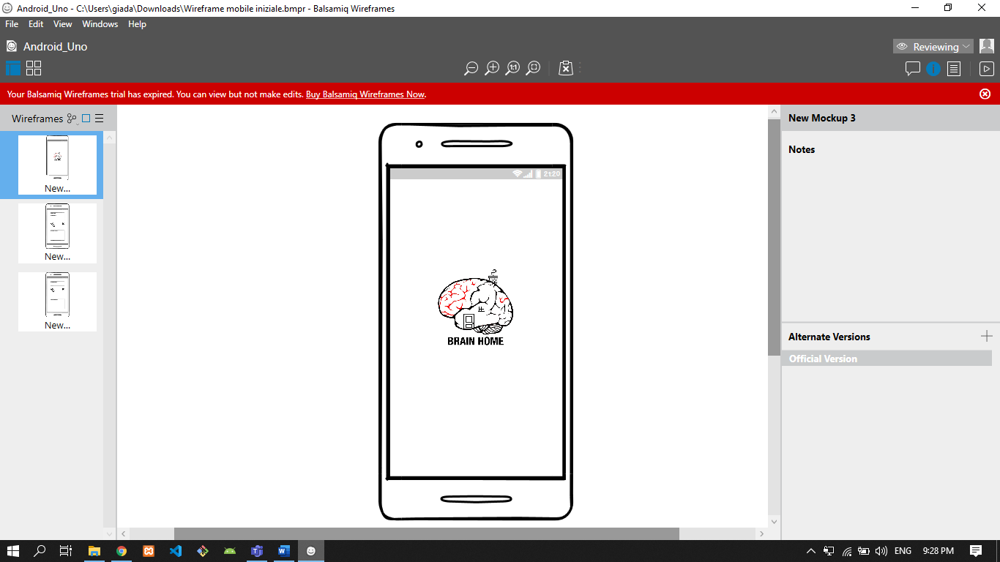 Android_Uno - C:\Users\giada\Downloads\Wireframe mobile iniziale.bmpr - Balsamiq Wireframes
File Edit View Windows Help
Android_Uno
Reviewing
1:1
Your Balsamiq Wireframes trial has expired. You can view but not make edits. Buy Balsamiq Wireframes Now.
Wireframes
New...
New...
New...
2:20
BRAIN HOME
New Mockup 3
Notes
Alternate Versions
Official Version
ENG
9:28 PM